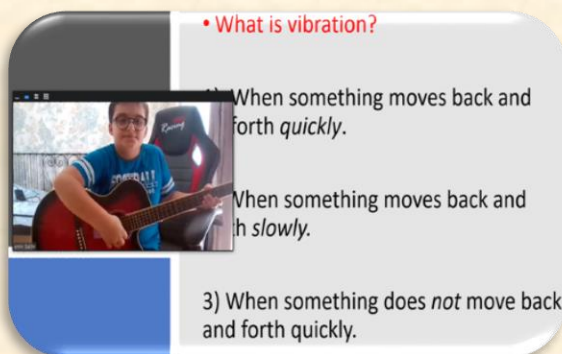 • What is vibration?
When something moves back and
forth quickly.
When something moves back and
slowly.
3) When something does not move back
and forth quickly.